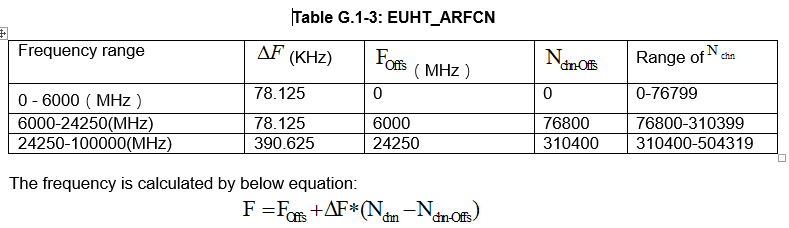 Table G.1-3: EUHT_ARFCN
Frequency range ΔF (KHz) F_Offs ( MHz ) N_chn-Offs Range of N_chn
0 - 6000 ( MHz ) 78.125 0 0 0-76799
6000-24250(MHz) 78.125 6000 76800 76800-310399
24250-100000(MHz) 390.625 24250 310400 310400-504319
The frequency is calculated by below equation:
F = F_Offs + ΔF*(N_chn − N_chn-Offs)